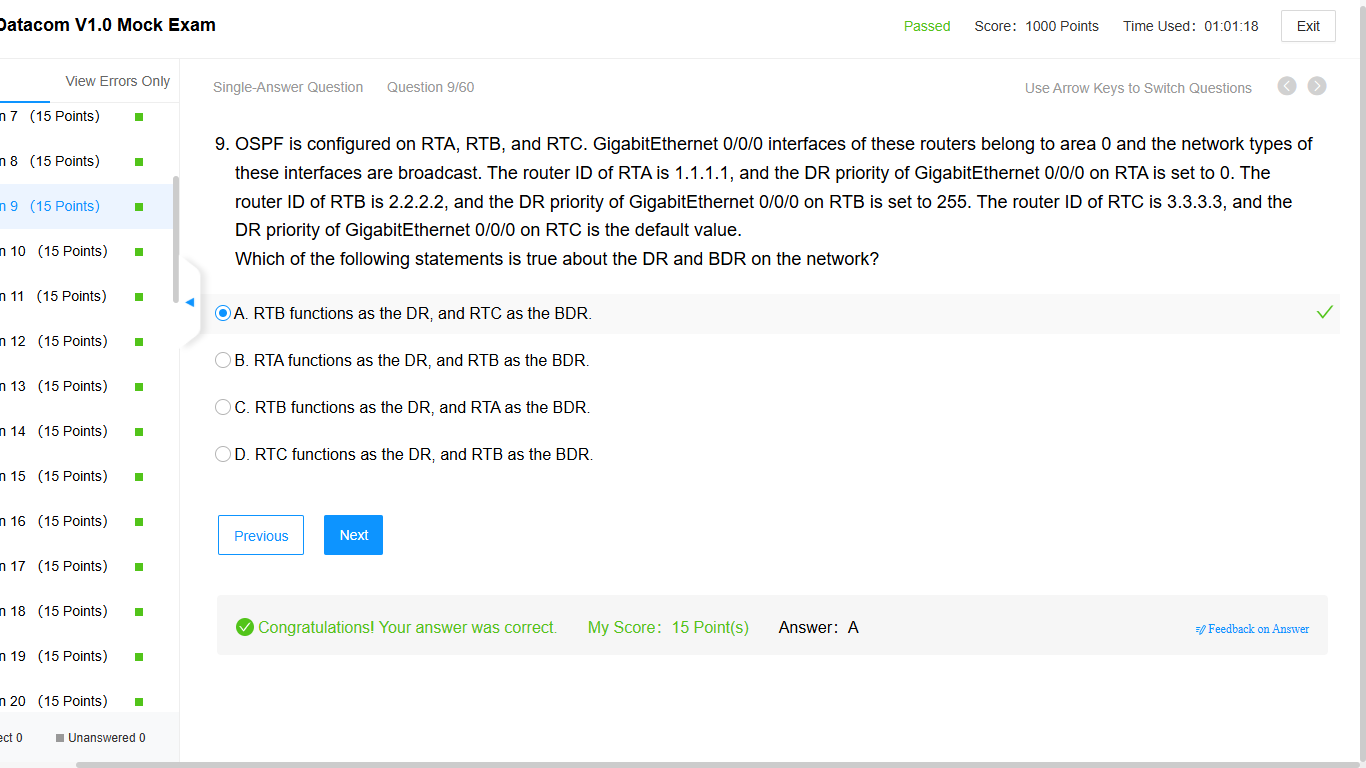 Datacom V1.0 Mock Exam
Passed Score: 1000 Points Time Used: 01:01:18 Exit
View Errors Only
Single-Answer Question Question 9/60 Use Arrow Keys to Switch Questions
n 7 (15 Points)
n 8 (15 Points)
n 9 (15 Points)
n 10 (15 Points)
n 11 (15 Points)
n 12 (15 Points)
n 13 (15 Points)
n 14 (15 Points)
n 15 (15 Points)
n 16 (15 Points)
n 17 (15 Points)
n 18 (15 Points)
n 19 (15 Points)
n 20 (15 Points)
ect 0 Unanswered 0
9. OSPF is configured on RTA, RTB, and RTC. GigabitEthernet 0/0/0 interfaces of these routers belong to area 0 and the network types of
these interfaces are broadcast. The router ID of RTA is 1.1.1.1, and the DR priority of GigabitEthernet 0/0/0 on RTA is set to 0. The
router ID of RTB is 2.2.2.2, and the DR priority of GigabitEthernet 0/0/0 on RTB is set to 255. The router ID of RTC is 3.3.3.3, and the
DR priority of GigabitEthernet 0/0/0 on RTC is the default value.
Which of the following statements is true about the DR and BDR on the network?
A. RTB functions as the DR, and RTC as the BDR.
B. RTA functions as the DR, and RTB as the BDR.
C. RTB functions as the DR, and RTA as the BDR.
D. RTC functions as the DR, and RTB as the BDR.
Previous Next
Congratulations! Your answer was correct. My Score: 15 Point(s) Answer: A Feedback on Answer